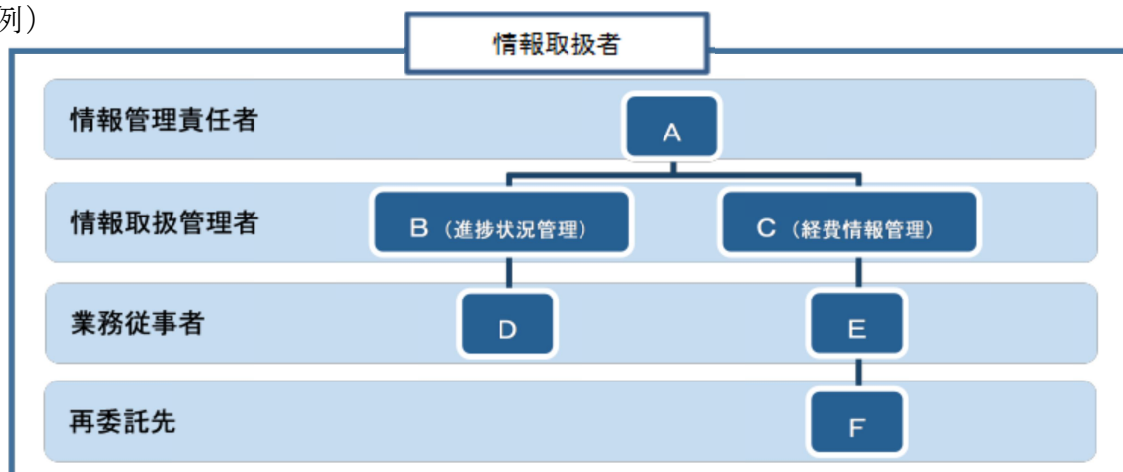 例）
情報取扱者
情報管理責任者
A
情報取扱管理者
B（進捗状況管理）
C（経費情報管理）
業務従事者
D
E
再委託先
F